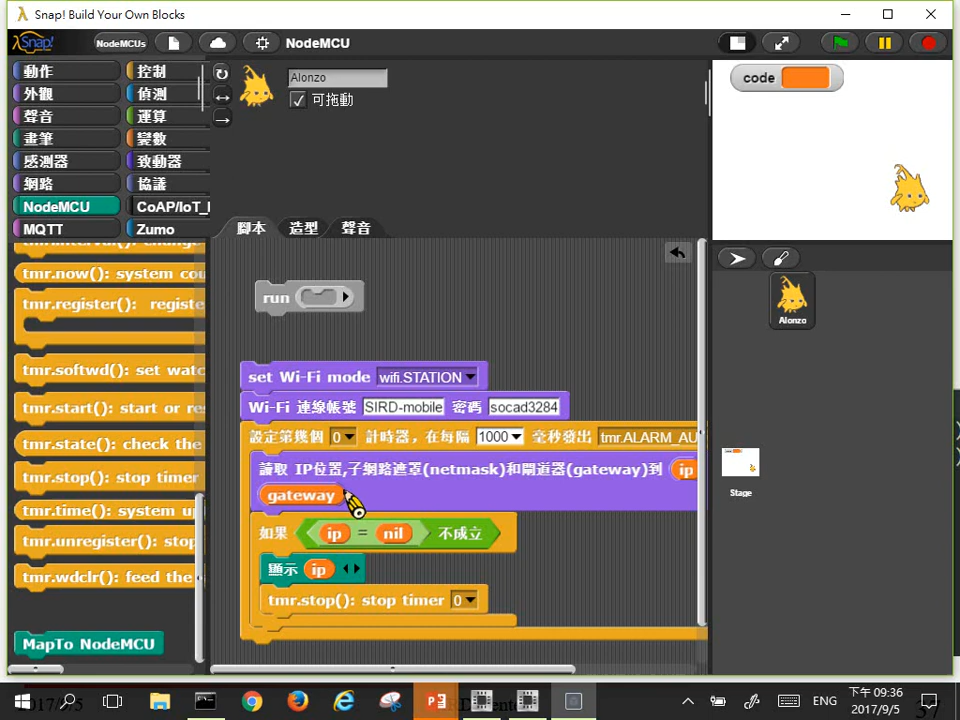 Snap! Build Your Own Blocks
Snap!
NodeMCUs
NodeMCU
動作
控制
外觀
偵測
聲音
運算
畫筆
變數
感測器
致動器
網路
協議
NodeMCU
CoAP/IoT_
MQTT
Zumo
Alonzo
可拖動
腳本
造型
聲音
code
tmr.now(): system cou
tmr.register(): registe
tmr.softwd(): set wat
tmr.start(): start or re
tmr.state(): check the
tmr.stop(): stop timer
tmr.time(): system u
tmr.unregister(): stop
tmr.wdclr(): feed the
MapTo NodeMCU
run
set Wi-Fi mode wifi.STATION
Wi-Fi 連線帳號 SIRD-mobile 密碼 socad3284
設定第幾個 0 計時器，在每隔 1000 毫秒發出 tmr.ALARM_AU
讀取 IP位置,子網路遮罩(netmask)和閘道器(gateway)到 ip
gateway
如果 ip = nil 不成立
顯示 ip
tmr.stop(): stop timer 0
Alonzo
Stage
ENG
下午 09:36
2017/9/5
2017/9/5
37